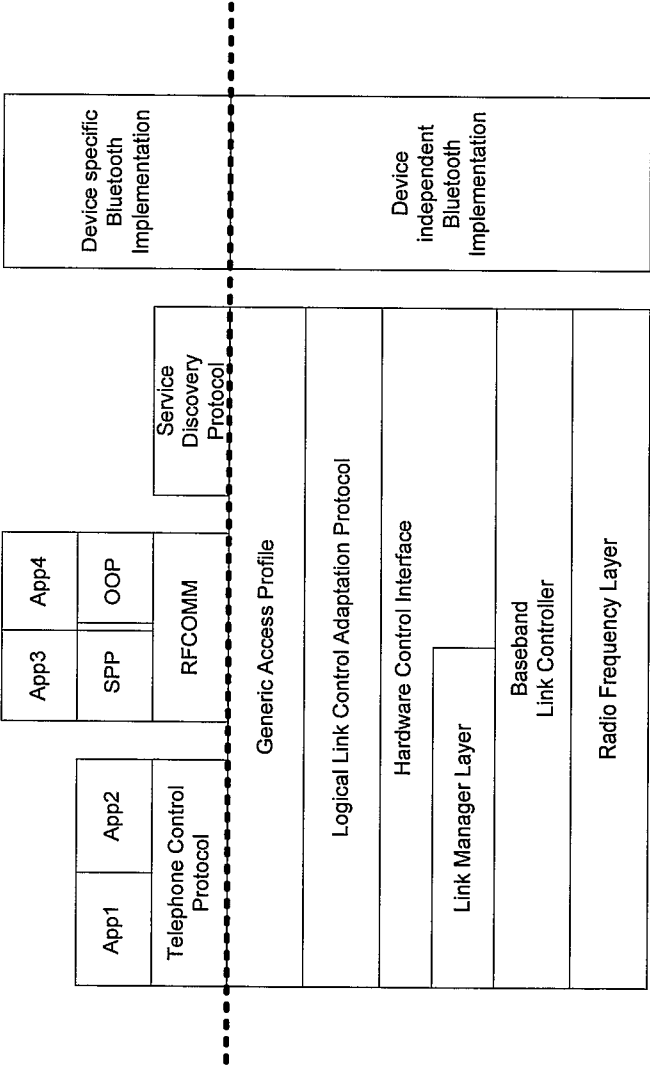 App3
App4
App1
App2
SPP
OOP
Telephone Control
Protocol
RFCOMM
Service
Discovery
Protocol
Device specific
Bluetooth
Implementation
Generic Access Profile
Logical Link Control Adaptation Protocol
Hardware Control Interface
Link Manager Layer
Baseband
Link Controller
Radio Frequency Layer
Device
independent
Bluetooth
Implementation